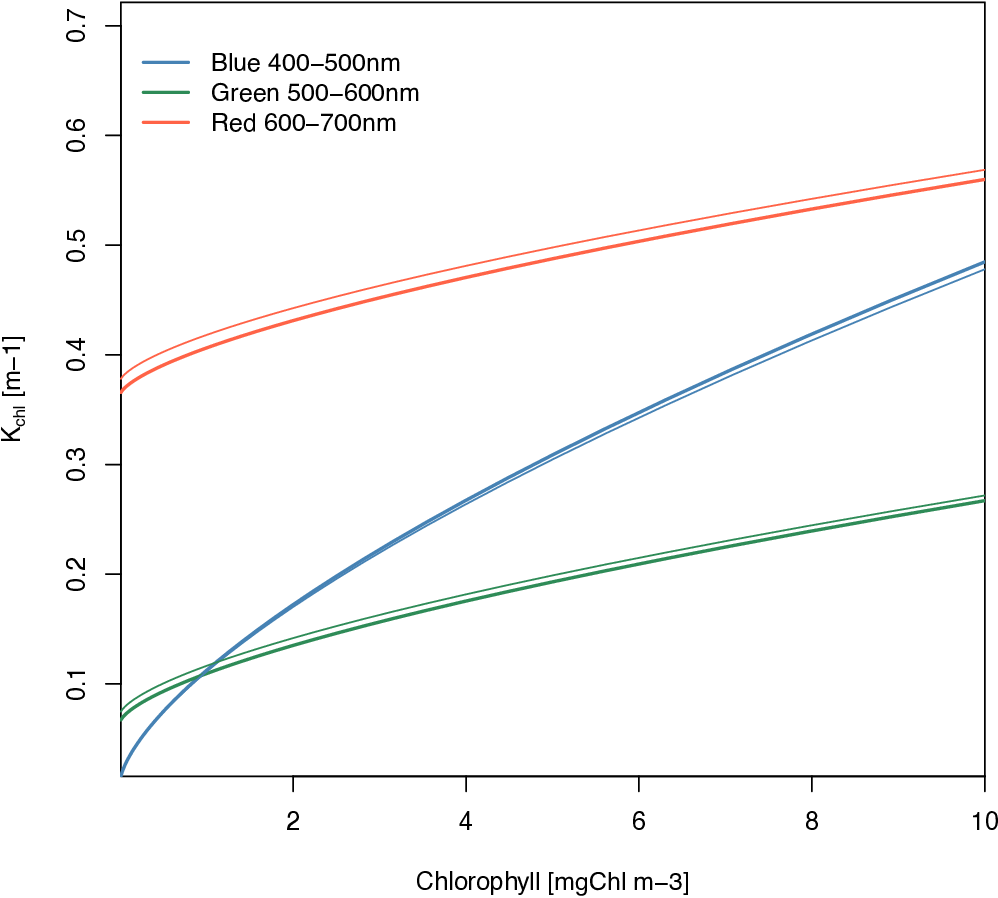 0.7
0.6
0.5
0.4
0.3
0.2
0.1
K_chl [m−1]
Blue 400−500nm
Green 500−600nm
Red 600−700nm
2 4 6 8 10
Chlorophyll [mgChl m−3]